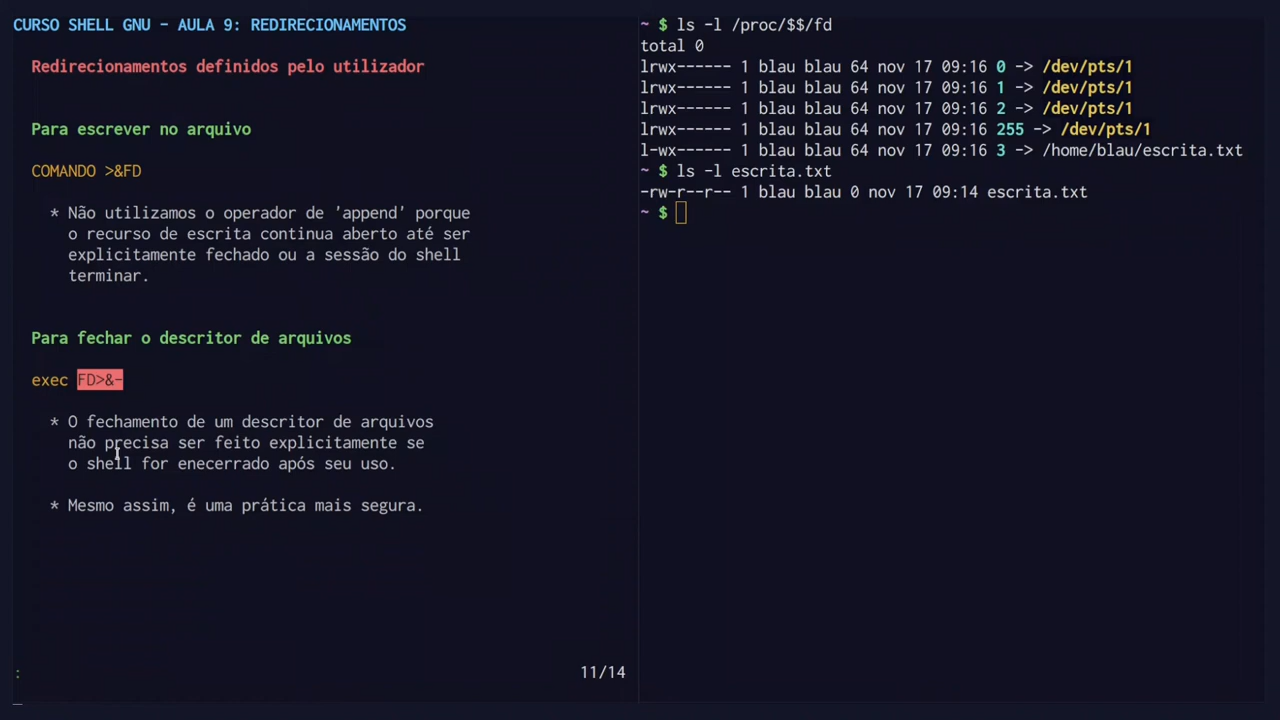 CURSO SHELL GNU - AULA 9: REDIRECIONAMENTOS
Redirecionamentos definidos pelo utilizador
Para escrever no arquivo
COMANDO >&FD
* Não utilizamos o operador de 'append' porque
o recurso de escrita continua aberto até ser
explicitamente fechado ou a sessão do shell
terminar.
Para fechar o descritor de arquivos
exec FD>&-
* O fechamento de um descritor de arquivos
não precisa ser feito explicitamente se
o shell for enecerrado após seu uso.
* Mesmo assim, é uma prática mais segura.
:
11/14
~ $ ls -l /proc/$$/fd
total 0
lrwx------ 1 blau blau 64 nov 17 09:16 0 -> /dev/pts/1
lrwx------ 1 blau blau 64 nov 17 09:16 1 -> /dev/pts/1
lrwx------ 1 blau blau 64 nov 17 09:16 2 -> /dev/pts/1
lrwx------ 1 blau blau 64 nov 17 09:16 255 -> /dev/pts/1
l-wx------ 1 blau blau 64 nov 17 09:16 3 -> /home/blau/escrita.txt
~ $ ls -l escrita.txt
-rw-r--r-- 1 blau blau 0 nov 17 09:14 escrita.txt
~ $